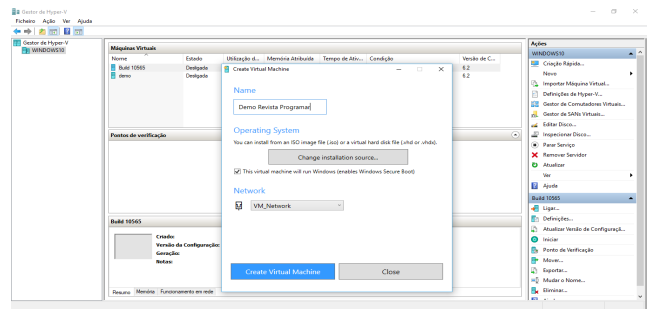 Gestor de Hyper-V
Ficheiro Ação Ver Ajuda
Gestor de Hyper-V
WINDOWS10
Máquinas Virtuais
Nome Estado Utilização d... Memória Atribuída Tempo de Ativ... Condição Versão de C...
Build 10565 Desligada 6.2
demo Desligada 6.2
Create Virtual Machine
Name
Demo Revista Programar
Operating System
You can install from an ISO image file (.iso) or a virtual hard disk file (.vhd or .vhdx).
Change installation source...
This virtual machine will run Windows (enables Windows Secure Boot)
Network
VM_Network
Create Virtual Machine Close
Pontos de verificação
Build 10565
Criado:
Versão da Configuração:
Geração:
Notas:
Resumo Memória Funcionamento em rede
Ações
WINDOWS10
Criação Rápida...
Novo
Importar Máquina Virtual...
Definições de Hyper-V...
Gestor de Comutadores Virtuais...
Gestor de SANs Virtuais...
Editar Disco...
Inspecionar Disco...
Parar Serviço
Remover Servidor
Atualizar
Ver
Ajuda
Build 10565
Ligar...
Definições...
Atualizar Versão de Configuraçã...
Iniciar
Ponto de Verificação
Mover...
Exportar...
Mudar o Nome...
Eliminar...